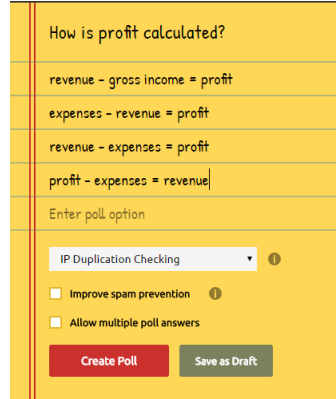 How is profit calculated?
revenue - gross income = profit
expenses - revenue = profit
revenue - expenses = profit
profit - expenses = revenue
Enter poll option
IP Duplication Checking
Improve spam prevention
Allow multiple poll answers
Create Poll Save as Draft